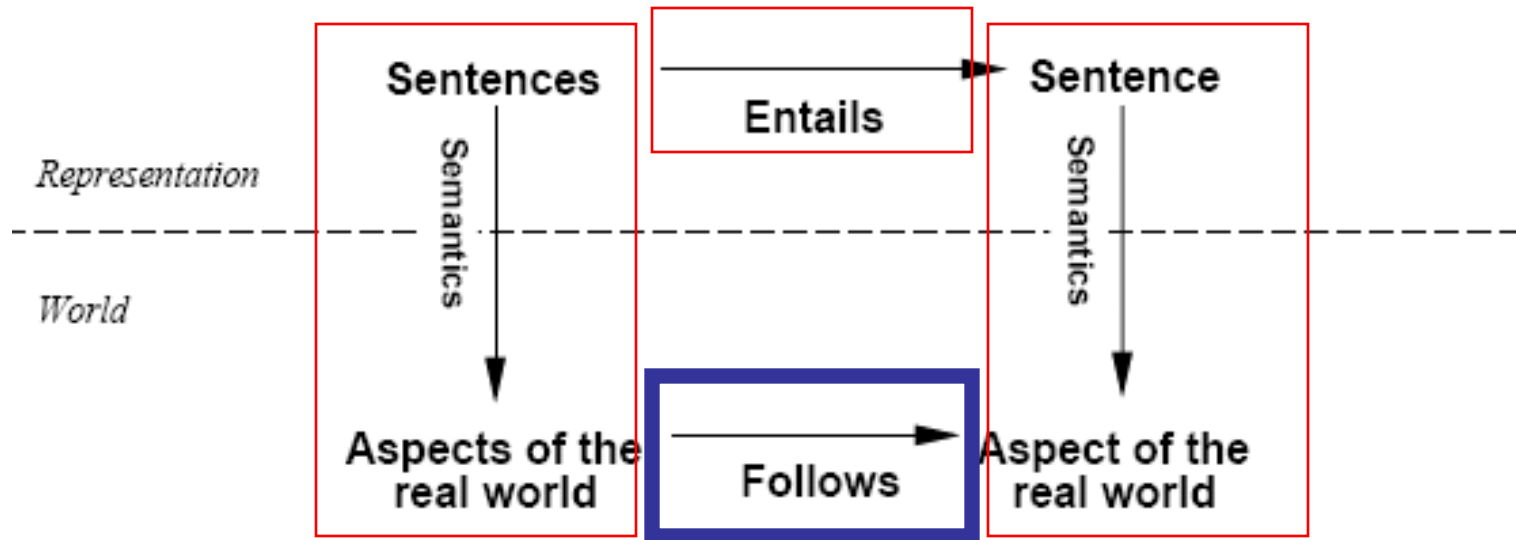 Sentences
Entails
Sentence
Semantics
Semantics
Representation
World
Aspects of the
real world
Follows
Aspect of the
real world